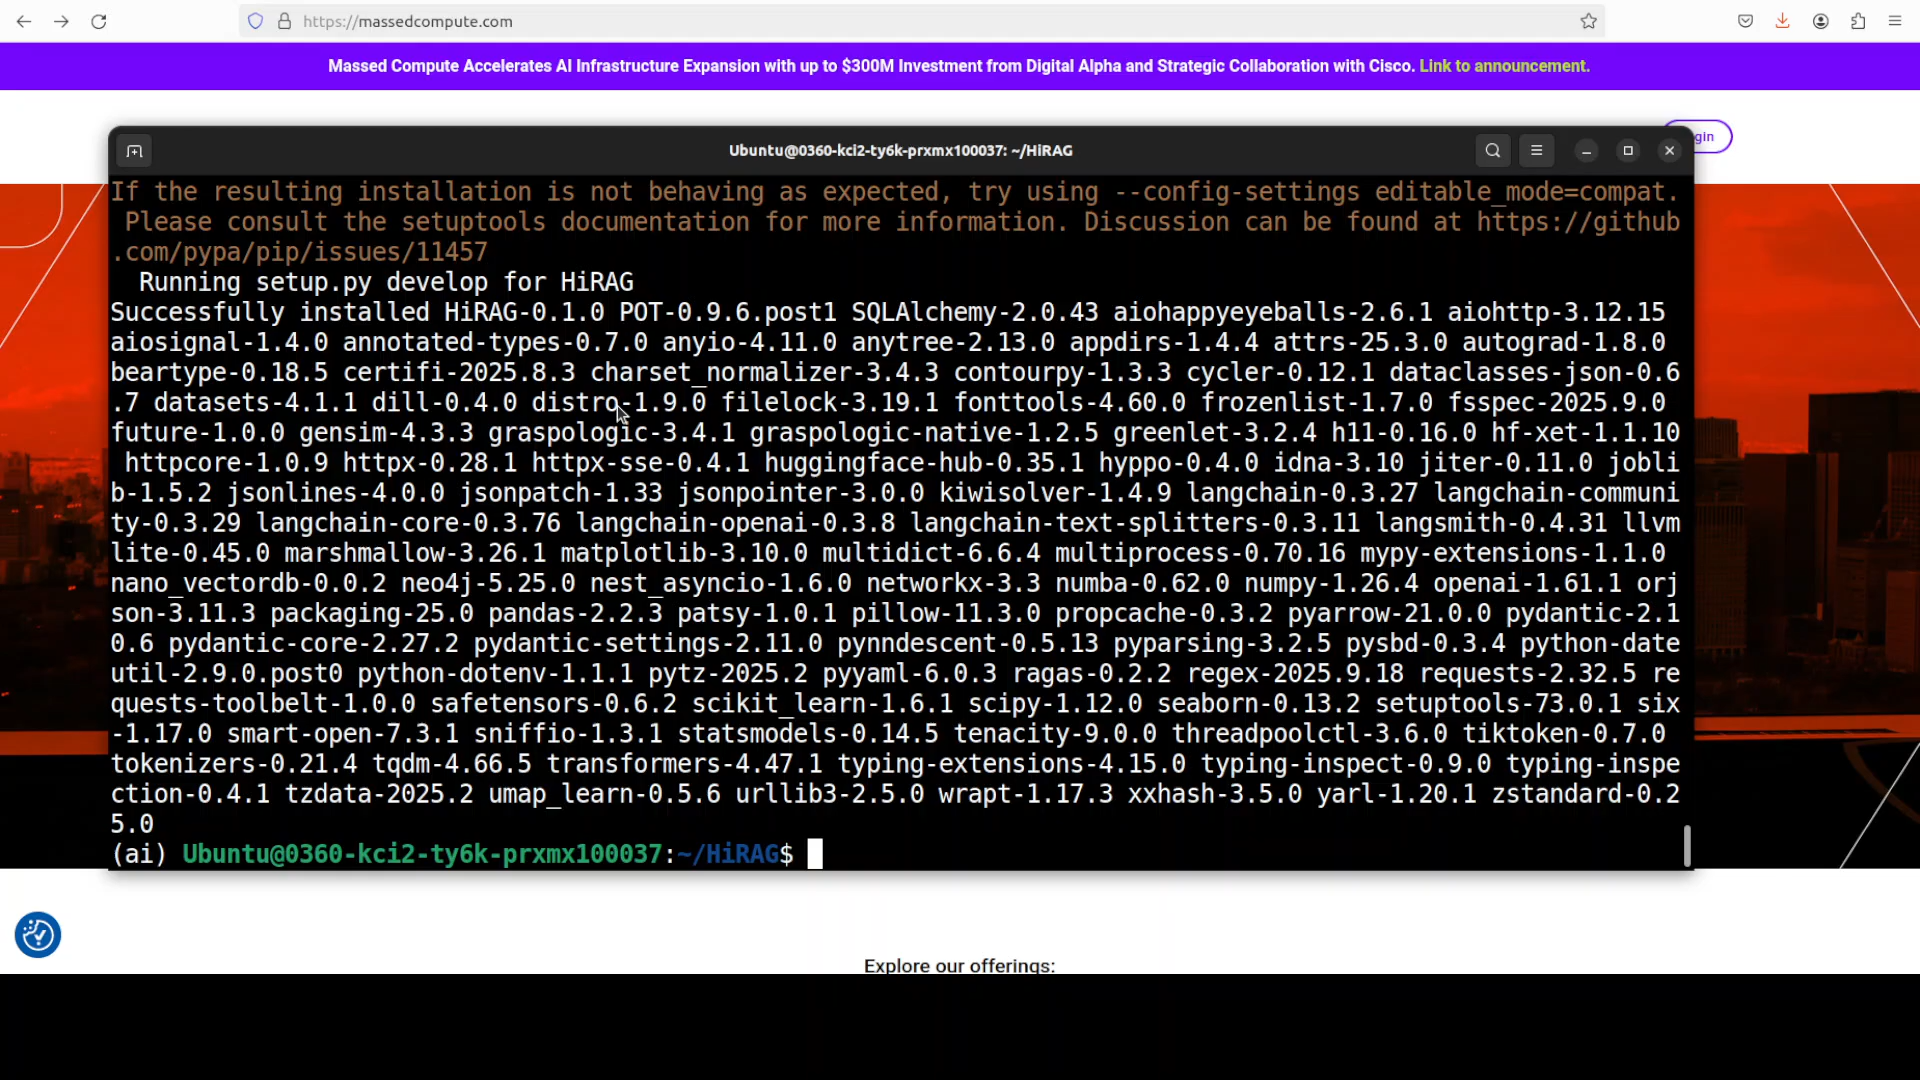 https://massedcompute.com
Massed Compute Accelerates AI Infrastructure Expansion with up to $300M Investment from Digital Alpha and Strategic Collaboration with Cisco. Link to announcement.
gin
Ubuntu@0360-kci2-ty6k-prxmx100037: ~/HiRAG
If the resulting installation is not behaving as expected, try using --config-settings editable_mode=compat.
Please consult the setuptools documentation for more information. Discussion can be found at https://github
.com/pypa/pip/issues/11457
Running setup.py develop for HiRAG
Successfully installed HiRAG-0.1.0 POT-0.9.6.post1 SQLAlchemy-2.0.43 aiohappyeyeballs-2.6.1 aiohttp-3.12.15
aiosignal-1.4.0 annotated-types-0.7.0 anyio-4.11.0 anytree-2.13.0 appdirs-1.4.4 attrs-25.3.0 autograd-1.8.0
beartype-0.18.5 certifi-2025.8.3 charset_normalizer-3.4.3 contourpy-1.3.3 cycler-0.12.1 dataclasses-json-0.6
.7 datasets-4.1.1 dill-0.4.0 distro-1.9.0 filelock-3.19.1 fonttools-4.60.0 frozenlist-1.7.0 fsspec-2025.9.0
future-1.0.0 gensim-4.3.3 graspologic-3.4.1 graspologic-native-1.2.5 greenlet-3.2.4 h11-0.16.0 hf-xet-1.1.10
httpcore-1.0.9 httpx-0.28.1 httpx-sse-0.4.1 huggingface-hub-0.35.1 hyppo-0.4.0 idna-3.10 jiter-0.11.0 jobli
b-1.5.2 jsonlines-4.0.0 jsonpatch-1.33 jsonpointer-3.0.0 kiwisolver-1.4.9 langchain-0.3.27 langchain-communi
ty-0.3.29 langchain-core-0.3.76 langchain-openai-0.3.8 langchain-text-splitters-0.3.11 langsmith-0.4.31 llvm
lite-0.45.0 marshmallow-3.26.1 matplotlib-3.10.0 multidict-6.6.4 multiprocess-0.70.16 mypy-extensions-1.1.0
nano_vectordb-0.0.2 neo4j-5.25.0 nest_asyncio-1.6.0 networkx-3.3 numba-0.62.0 numpy-1.26.4 openai-1.61.1 orj
son-3.11.3 packaging-25.0 pandas-2.2.3 patsy-1.0.1 pillow-11.3.0 propcache-0.3.2 pyarrow-21.0.0 pydantic-2.1
0.6 pydantic-core-2.27.2 pydantic-settings-2.11.0 pynndescent-0.5.13 pyparsing-3.2.5 pysbd-0.3.4 python-date
util-2.9.0.post0 python-dotenv-1.1.1 pytz-2025.2 pyyaml-6.0.3 ragas-0.2.2 regex-2025.9.18 requests-2.32.5 re
quests-toolbelt-1.0.0 safetensors-0.6.2 scikit_learn-1.6.1 scipy-1.12.0 seaborn-0.13.2 setuptools-73.0.1 six
-1.17.0 smart-open-7.3.1 sniffio-1.3.1 statsmodels-0.14.5 tenacity-9.0.0 threadpoolctl-3.6.0 tiktoken-0.7.0
tokenizers-0.21.4 tqdm-4.66.5 transformers-4.47.1 typing-extensions-4.15.0 typing-inspect-0.9.0 typing-inspe
ction-0.4.1 tzdata-2025.2 umap_learn-0.5.6 urllib3-2.5.0 wrapt-1.17.3 xxhash-3.5.0 yarl-1.20.1 zstandard-0.2
5.0
(ai) Ubuntu@0360-kci2-ty6k-prxmx100037:~/HiRAG$
Explore our offerings: